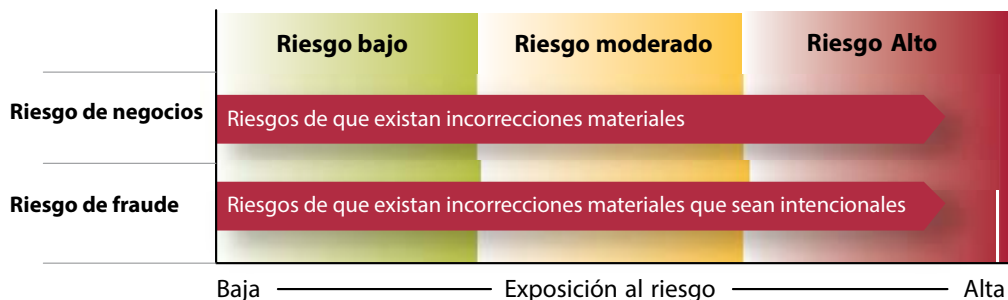 Riesgo bajo
Riesgo moderado
Riesgo Alto
Riesgo de negocios
Riesgos de que existan incorrecciones materiales
Riesgo de fraude
Riesgos de que existan incorrecciones materiales que sean intencionales
Baja
Exposición al riesgo
Alta